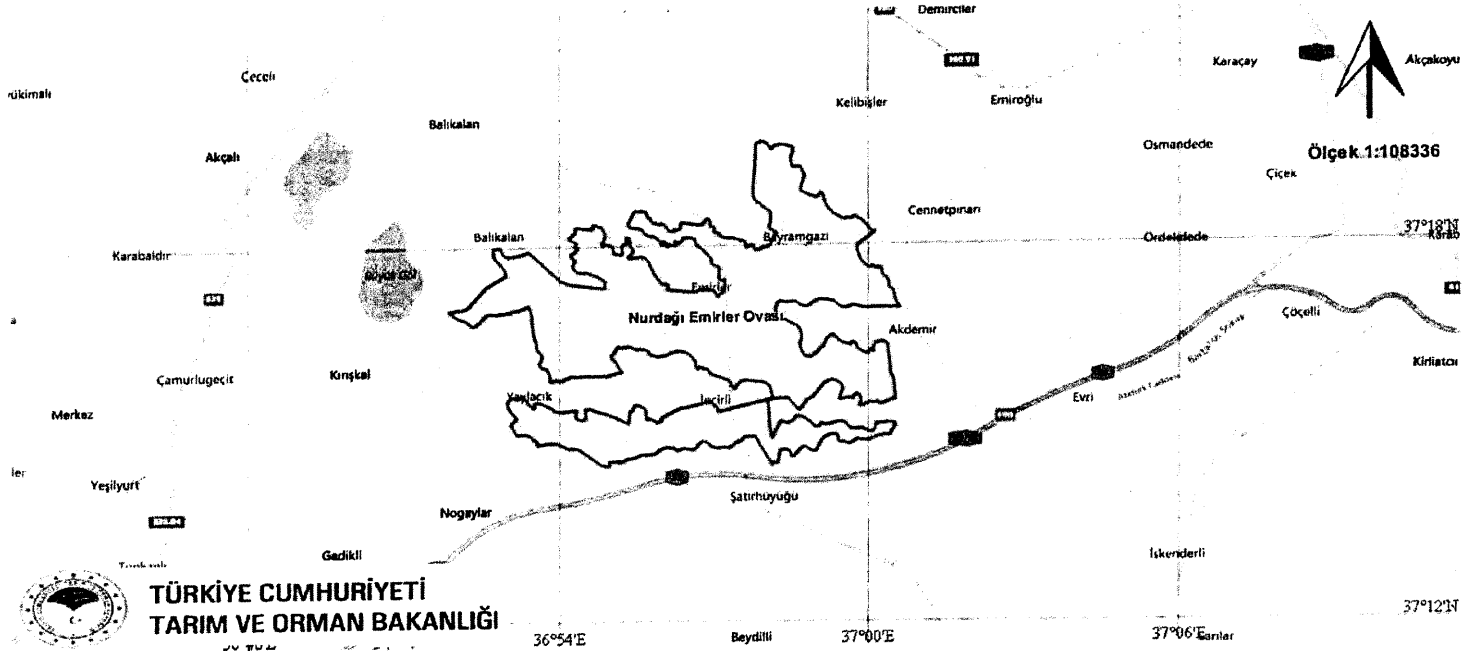 Demirciler
Çeceli
Karaçay
Akçakoyu
Kelibişler
Emiroğlu
Balıkalan
Akçalı
Osmandede
Ölçek 1:108336
Çiçek
Cennetpınarı
37°18'N
Balıkalan
Bayramgazi
Karabaldır
Emirler
Nurdağı Emirler Ovası
Akdemir
Çöçelli
Kırışkal
Çamurlugeçit
Yaylacık
İncirli
Evri
Merkez
Yeşilyurt
Şatırhüyüğü
Nogaylar
Gedikli
İskenderli
TÜRKİYE CUMHURİYETİ
TARIM VE ORMAN BAKANLIĞI
37°12'N
36°54'E
Beydilli
37°00'E
37°06'E